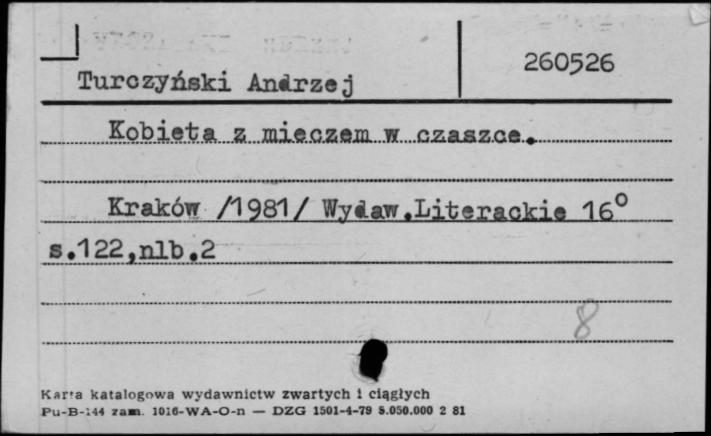 260526
Turczyński Andrzej
Kobieta z mieczem w czaszce.
Kraków /1981/ Wydaw.Literackie 16°
s.122,nlb.2
8
Karta katalogowa wydawnictw zwartych i ciągłych
Pu-B-144 zam. 1016-WA-O-n — DZG 1501-4-79 5.050.000 2 81